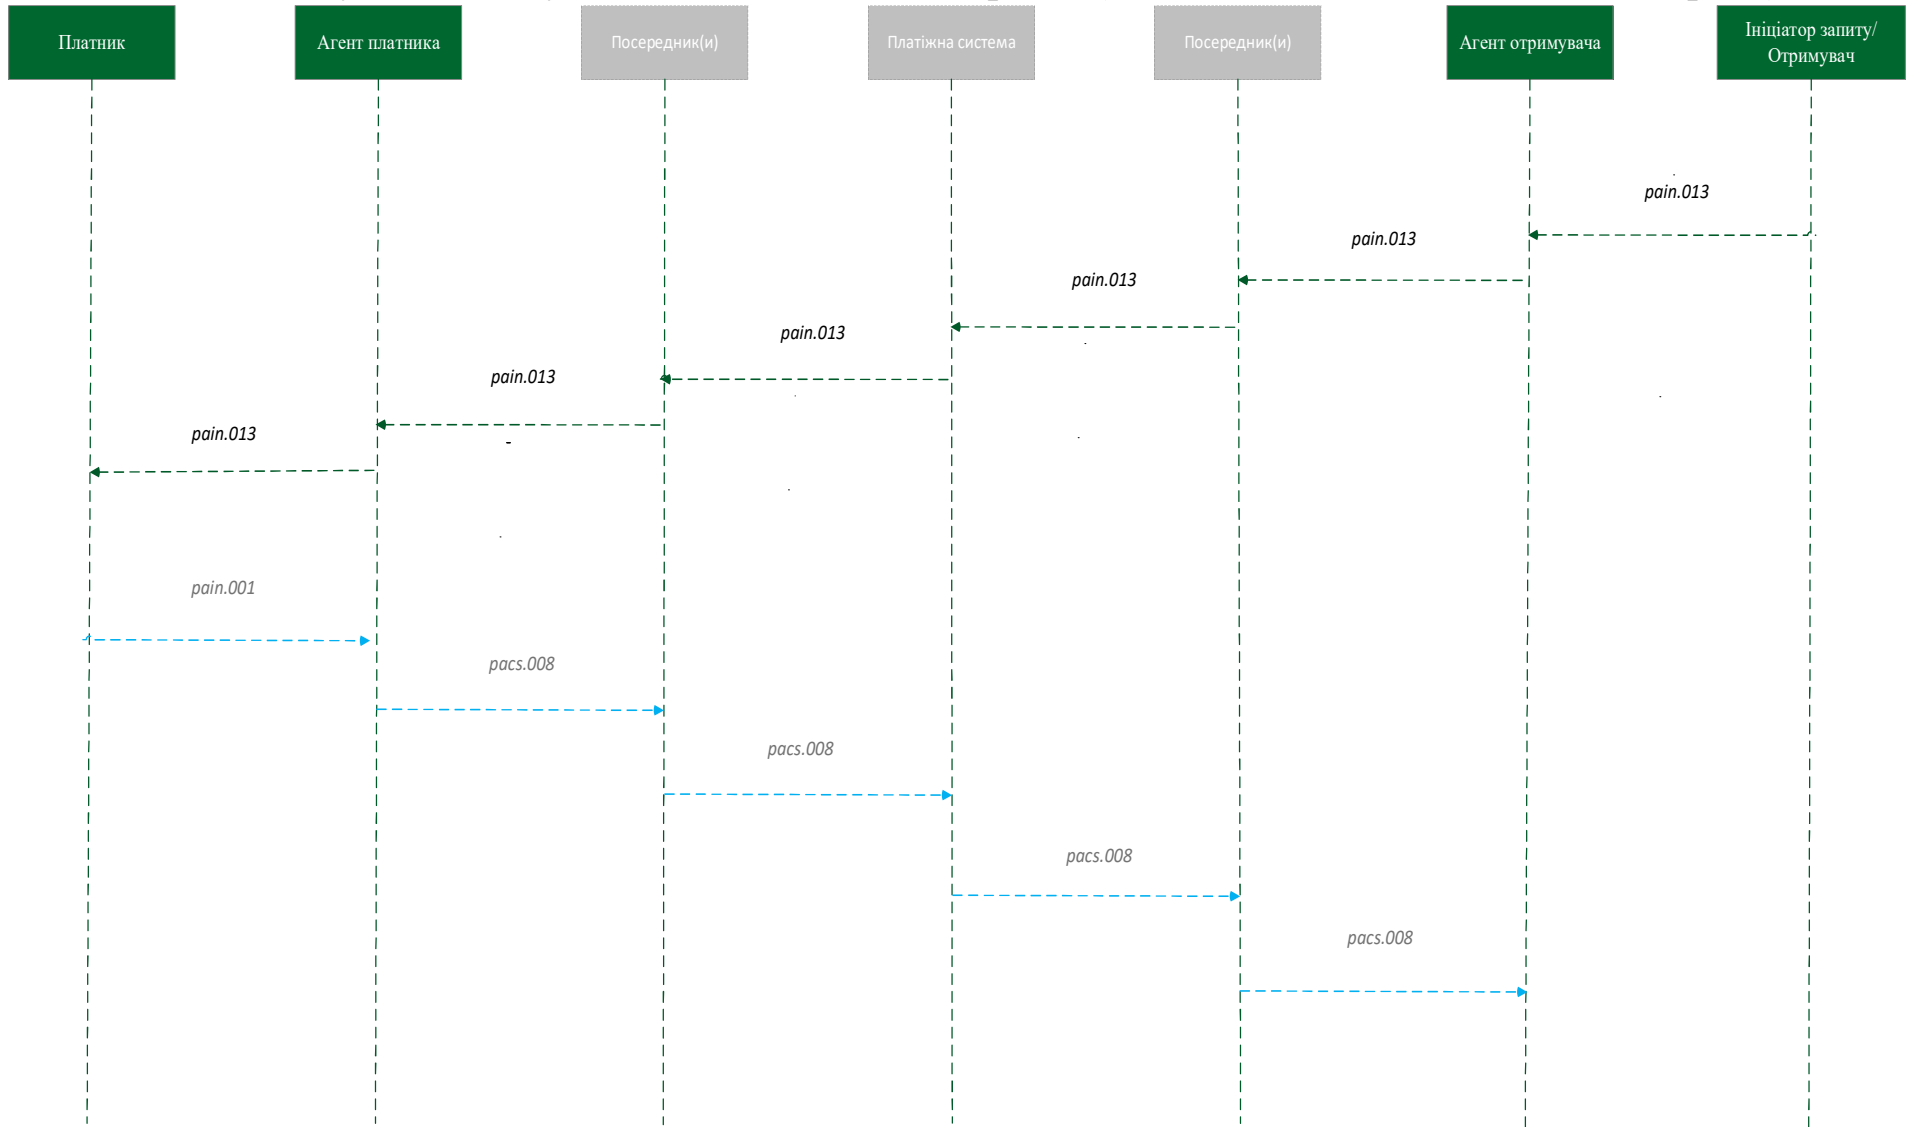 Платник
Агент платника
Посередник(и)
Платіжна система
Посередник(и)
Агент отримувача
Ініціатор запиту/
Отримувач
pain.013
pain.013
pain.013
pain.013
pain.013
pain.013
pain.001
pacs.008
pacs.008
pacs.008
pacs.008